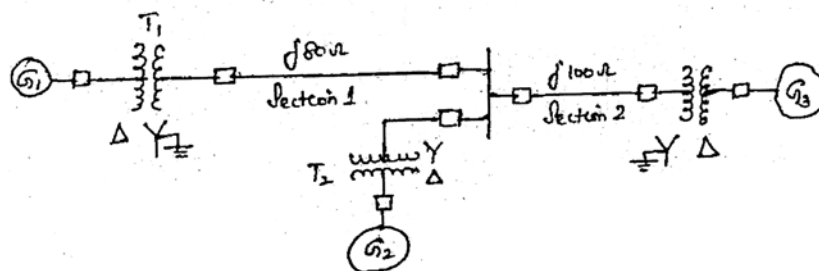 T1
j80Ω
j100Ω
G1
Section 1
Section 2
G3
Δ Y
T2
Y
Δ
Y Δ
G2